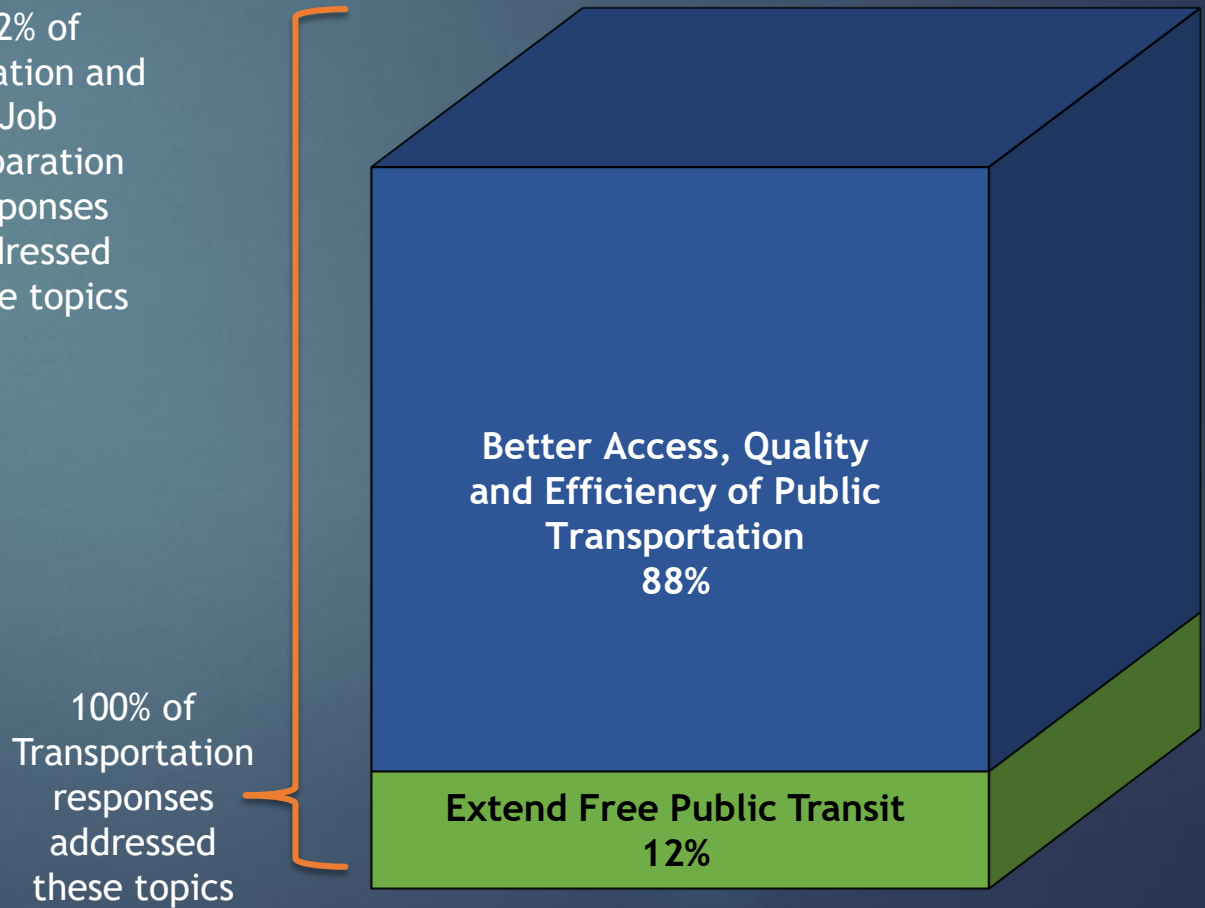 2% of
ation and
Job
paration
ponses
dressed
e topics
Better Access, Quality
and Efficiency of Public
Transportation
88%
100% of
Transportation
responses
addressed
these topics
Extend Free Public Transit
12%